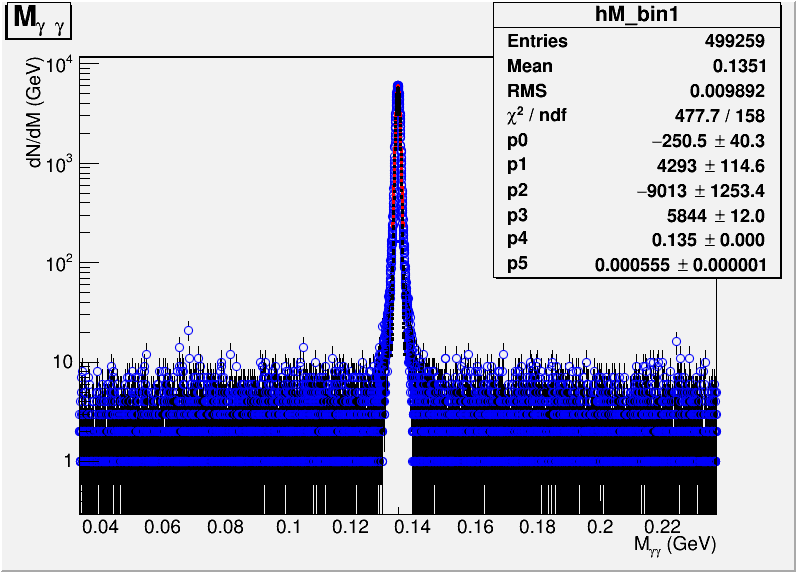 Mγ γ
hM_bin1
Entries 499259
Mean 0.1351
RMS 0.009892
χ² / ndf 477.7 / 158
p0 −250.5 ± 40.3
p1 4293 ± 114.6
p2 −9013 ± 1253.4
p3 5844 ± 12.0
p4 0.135 ± 0.000
p5 0.000555 ± 0.000001
dN/dM (GeV)
10⁴
10³
10²
10
1
0.04 0.06 0.08 0.1 0.12 0.14 0.16 0.18 0.2 0.22
Mγγ (GeV)